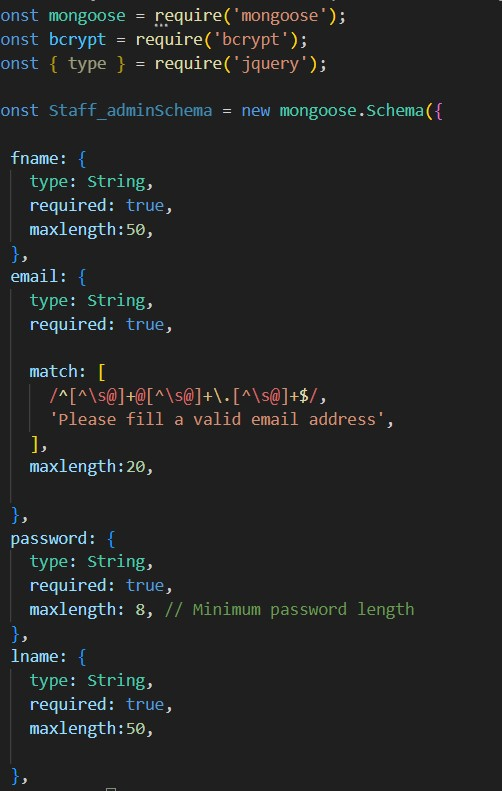 onst mongoose = require('mongoose');
onst bcrypt = require('bcrypt');
onst { type } = require('jquery');
onst Staff_adminSchema = new mongoose.Schema({
fname: {
type: String,
required: true,
maxlength:50,
},
email: {
type: String,
required: true,
match: [
/^[^\s@]+@[^\s@]+\.[^\s@]+$/,
'Please fill a valid email address',
],
maxlength:20,
},
password: {
type: String,
required: true,
maxlength: 8, // Minimum password length
},
lname: {
type: String,
required: true,
maxlength:50,
},